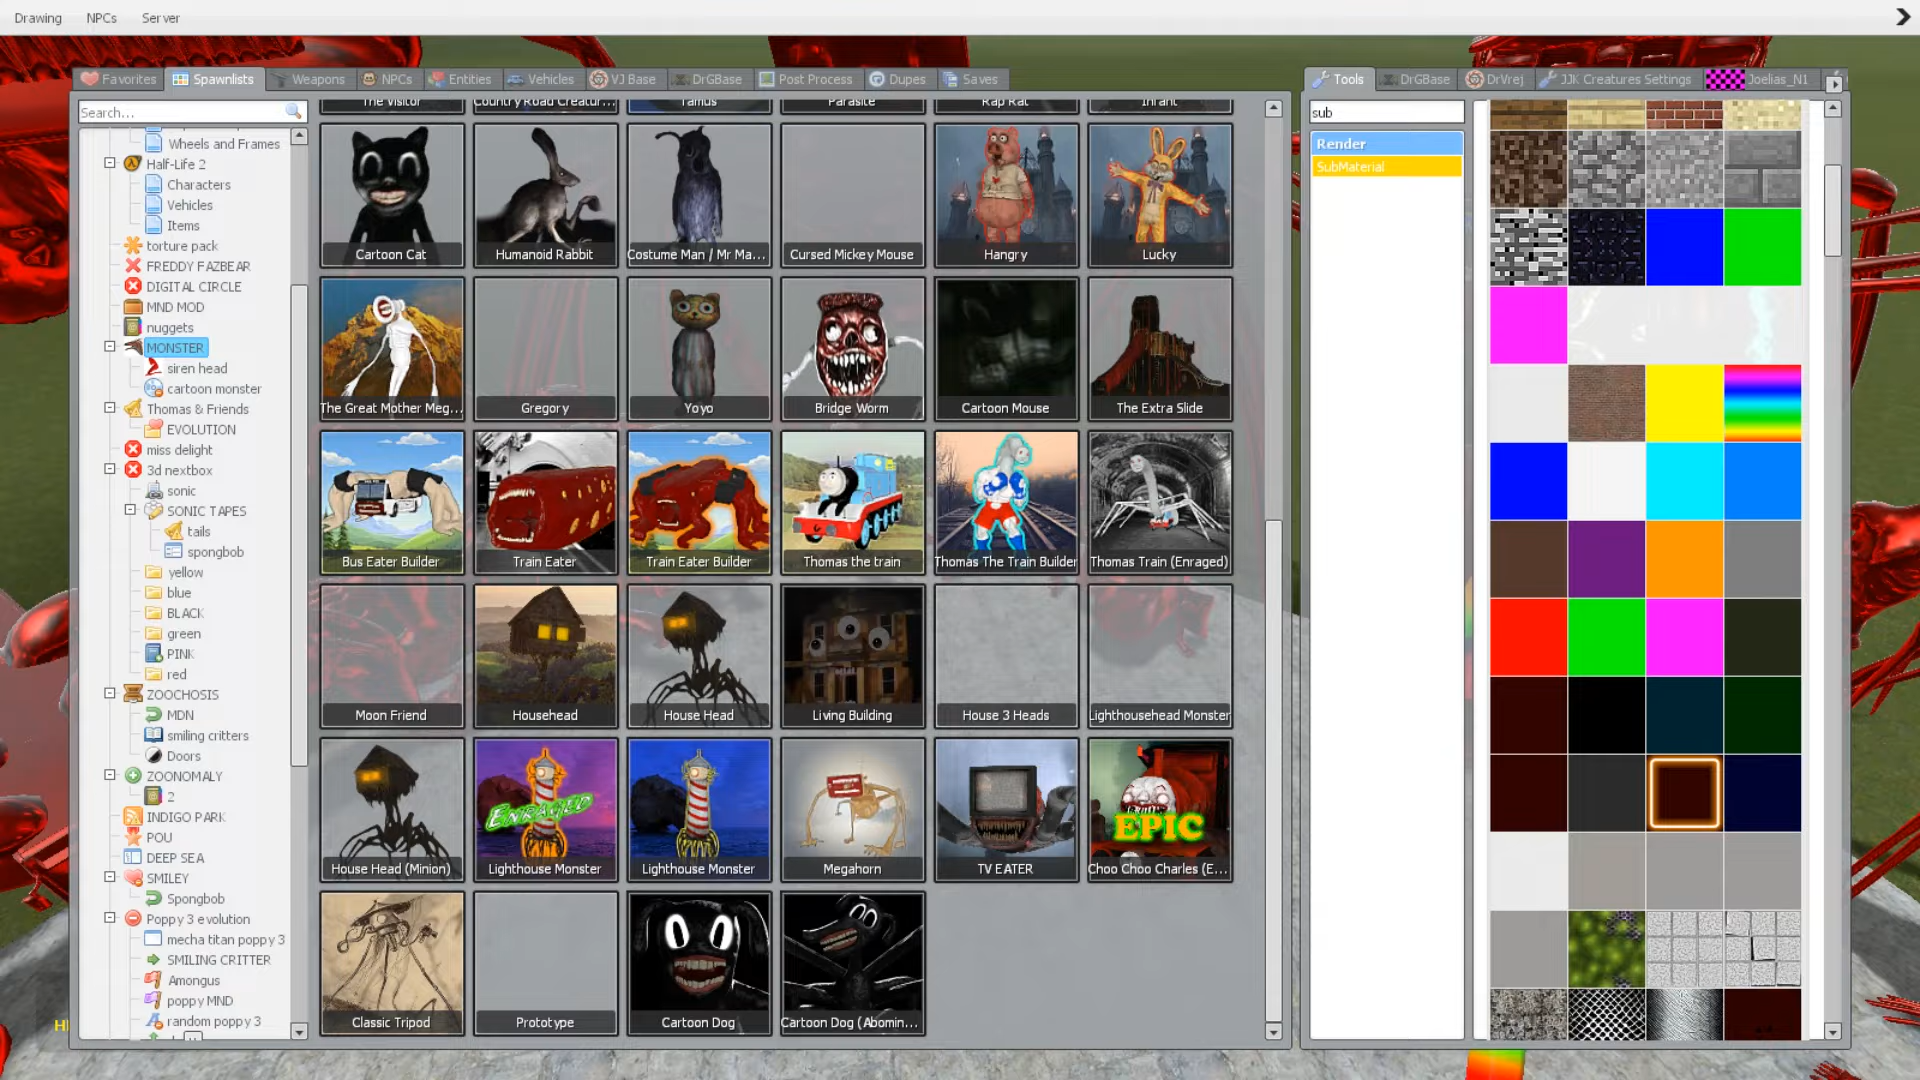 Drawing NPCs Server
Favorites Spawnlists Weapons NPCs Entities Vehicles VJ Base DrGBase Post Process Dupes Saves
Tools DrGBase DrVrej JJK Creatures Settings Joelias_N1
Search...
sub
Render
SubMaterial
Wheels and Frames
Half-Life 2
Characters
Vehicles
Items
torture pack
FREDDY FAZBEAR
DIGITAL CIRCLE
MND MOD
nuggets
MONSTER
siren head
cartoon monster
Thomas & Friends
EVOLUTION
miss delight
3d nextbox
sonic
SONIC TAPES
tails
spongbob
yellow
blue
BLACK
green
PINK
red
ZOOCHOSIS
MDN
smiling critters
Doors
ZOONOMALY
2
INDIGO PARK
POU
DEEP SEA
SMILEY
Spongbob
Poppy 3 evolution
mecha titan poppy 3
SMILING CRITTER
Amongus
poppy MND
random poppy 3
The Visitor Country Road Creatur... Tamus Parasite Rap Rat Infant
Cartoon Cat Humanoid Rabbit Costume Man / Mr Ma... Cursed Mickey Mouse Hangry Lucky
The Great Mother Meg... Gregory Yoyo Bridge Worm Cartoon Mouse The Extra Slide
Bus Eater Builder Train Eater Train Eater Builder Thomas the train Thomas The Train Builder Thomas Train (Enraged)
Moon Friend Househead House Head Living Building House 3 Heads Lighthousehead Monster
ENRAGED
EPIC
House Head (Minion) Lighthouse Monster Lighthouse Monster Megahorn TV EATER Choo Choo Charles (E...
Classic Tripod Prototype Cartoon Dog Cartoon Dog (Abomin...